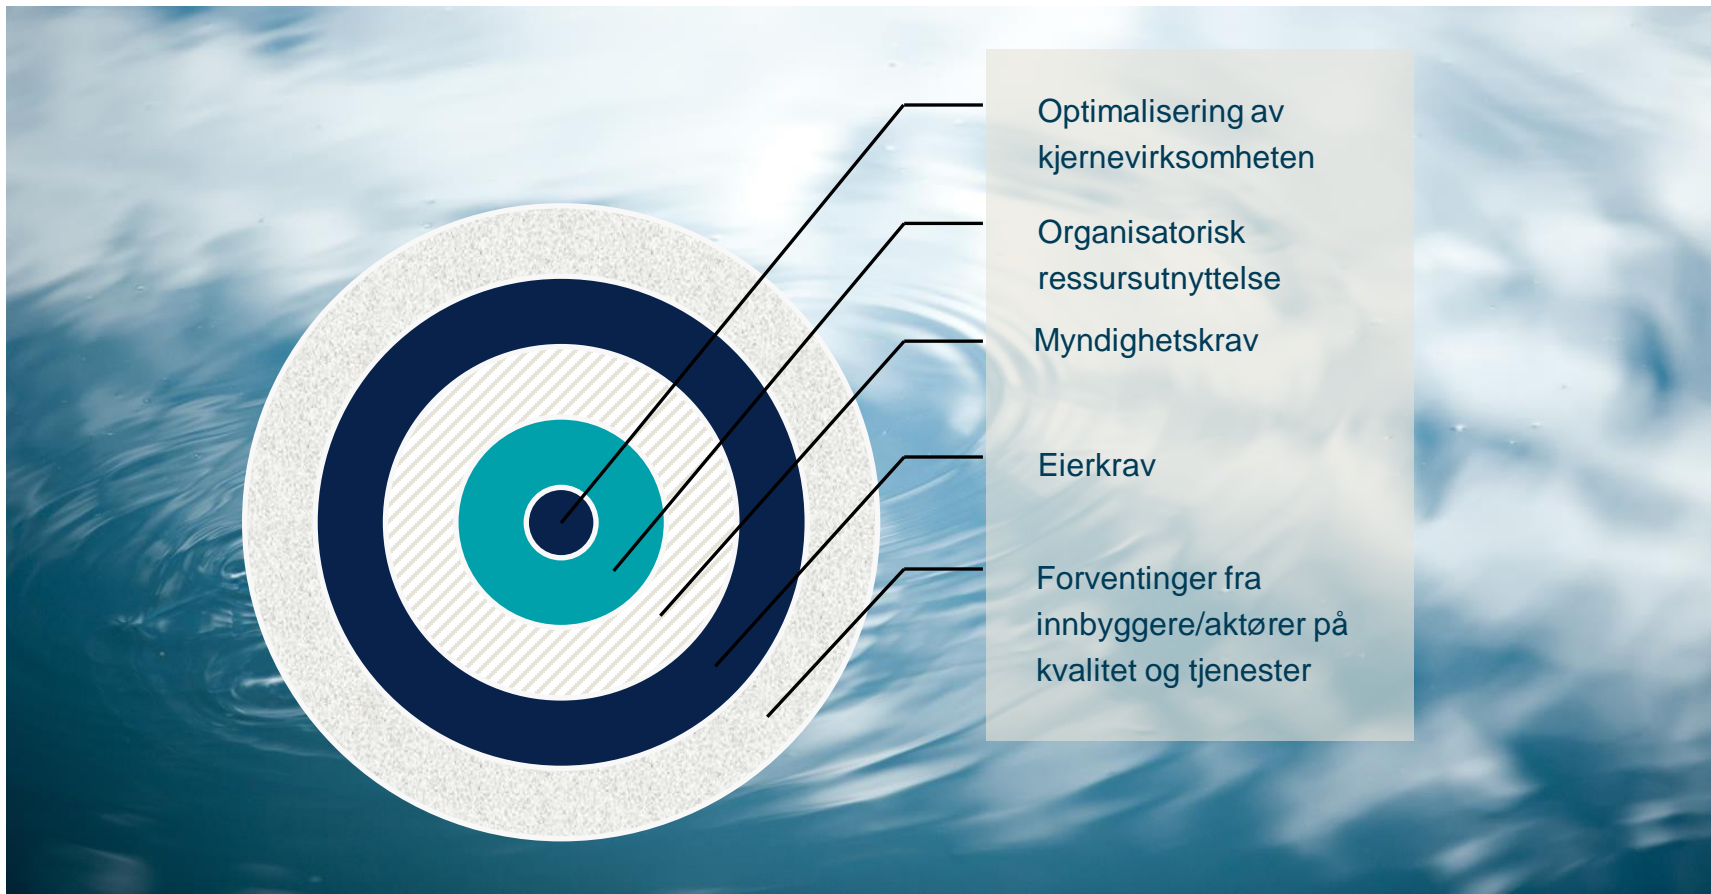 Optimalisering av
kjernevirksomheten
Organisatorisk
ressursutnyttelse
Myndighetskrav
Eierkrav
Forventinger fra
innbyggere/aktører på
kvalitet og tjenester